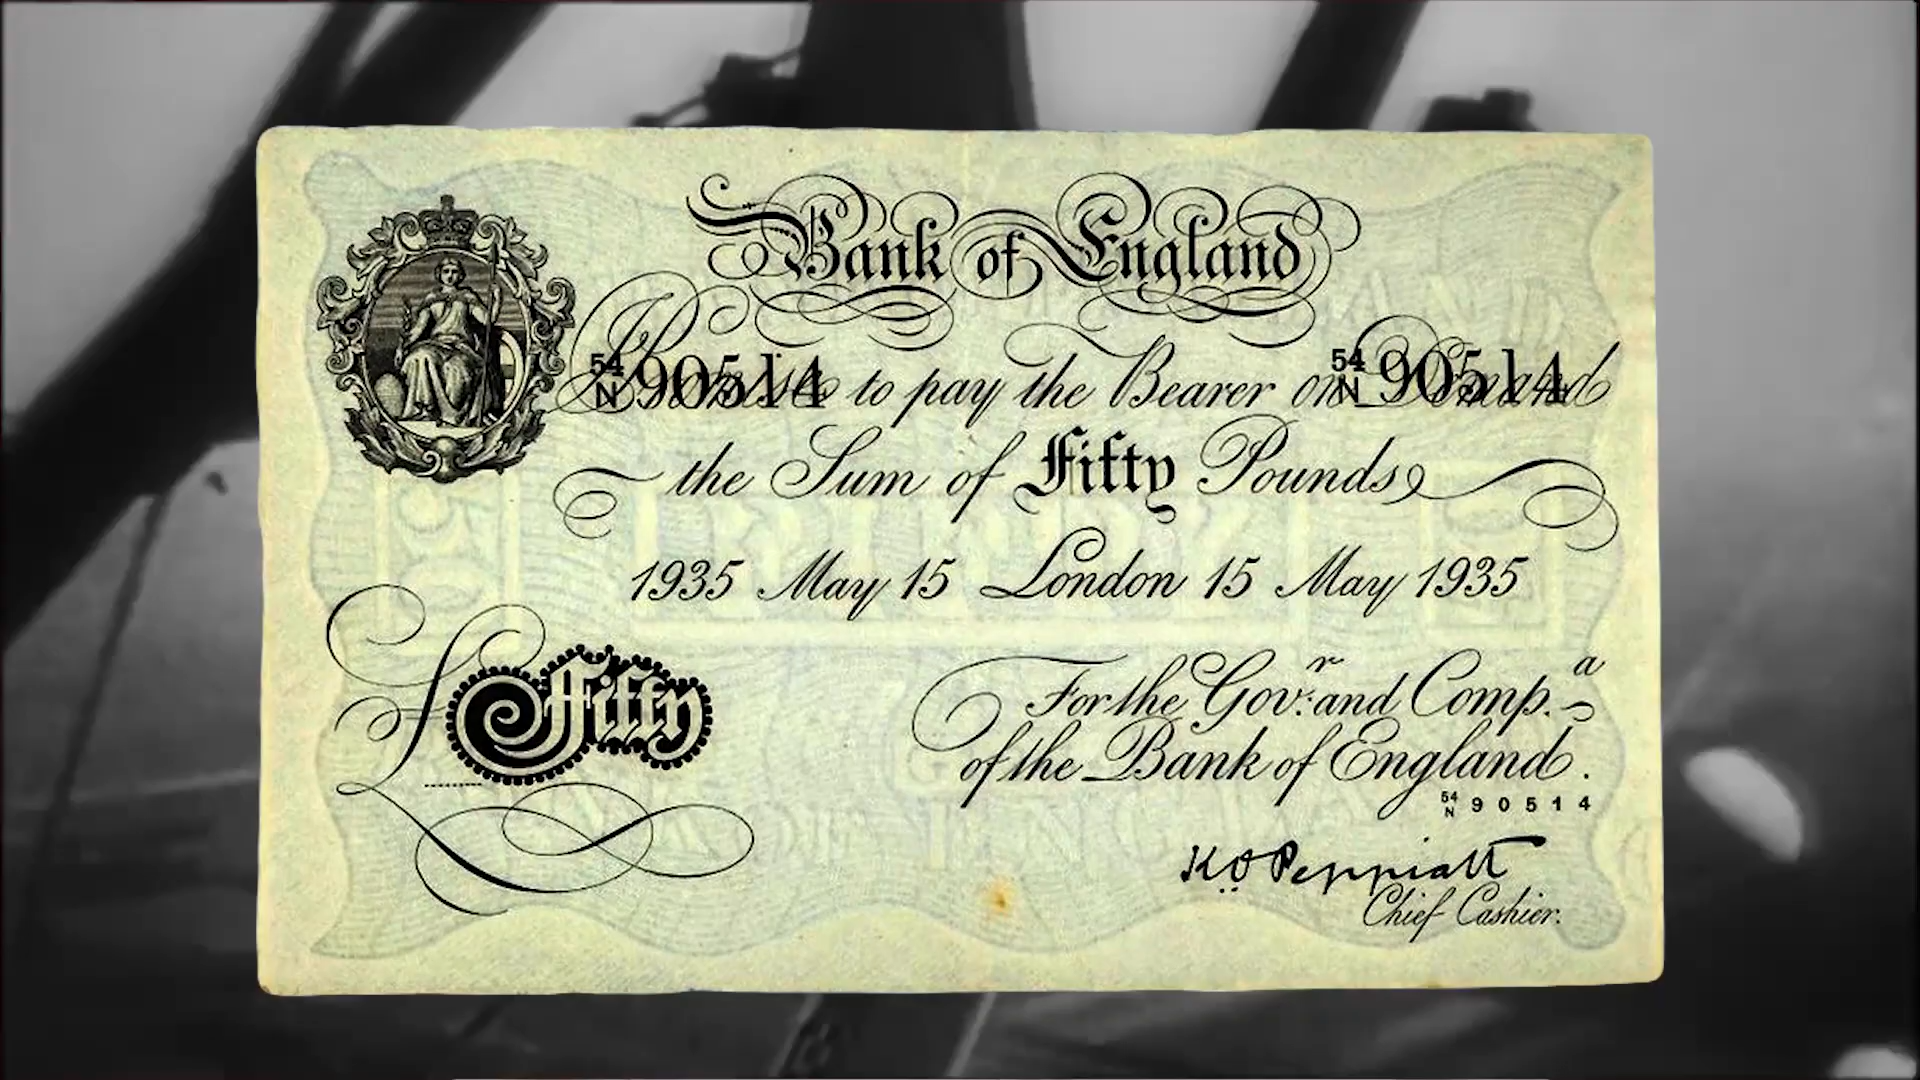 Bank of England
54 N 90514 54 N 90514
I Promise to pay the Bearer on Demand
the Sum of Fifty Pounds
1935 May 15 London 15 May 1935
For the Gov.r and Comp.a
£ Fifty
of the Bank of England.
54 N 90514
K.O. Peppiatt
Chief Cashier.